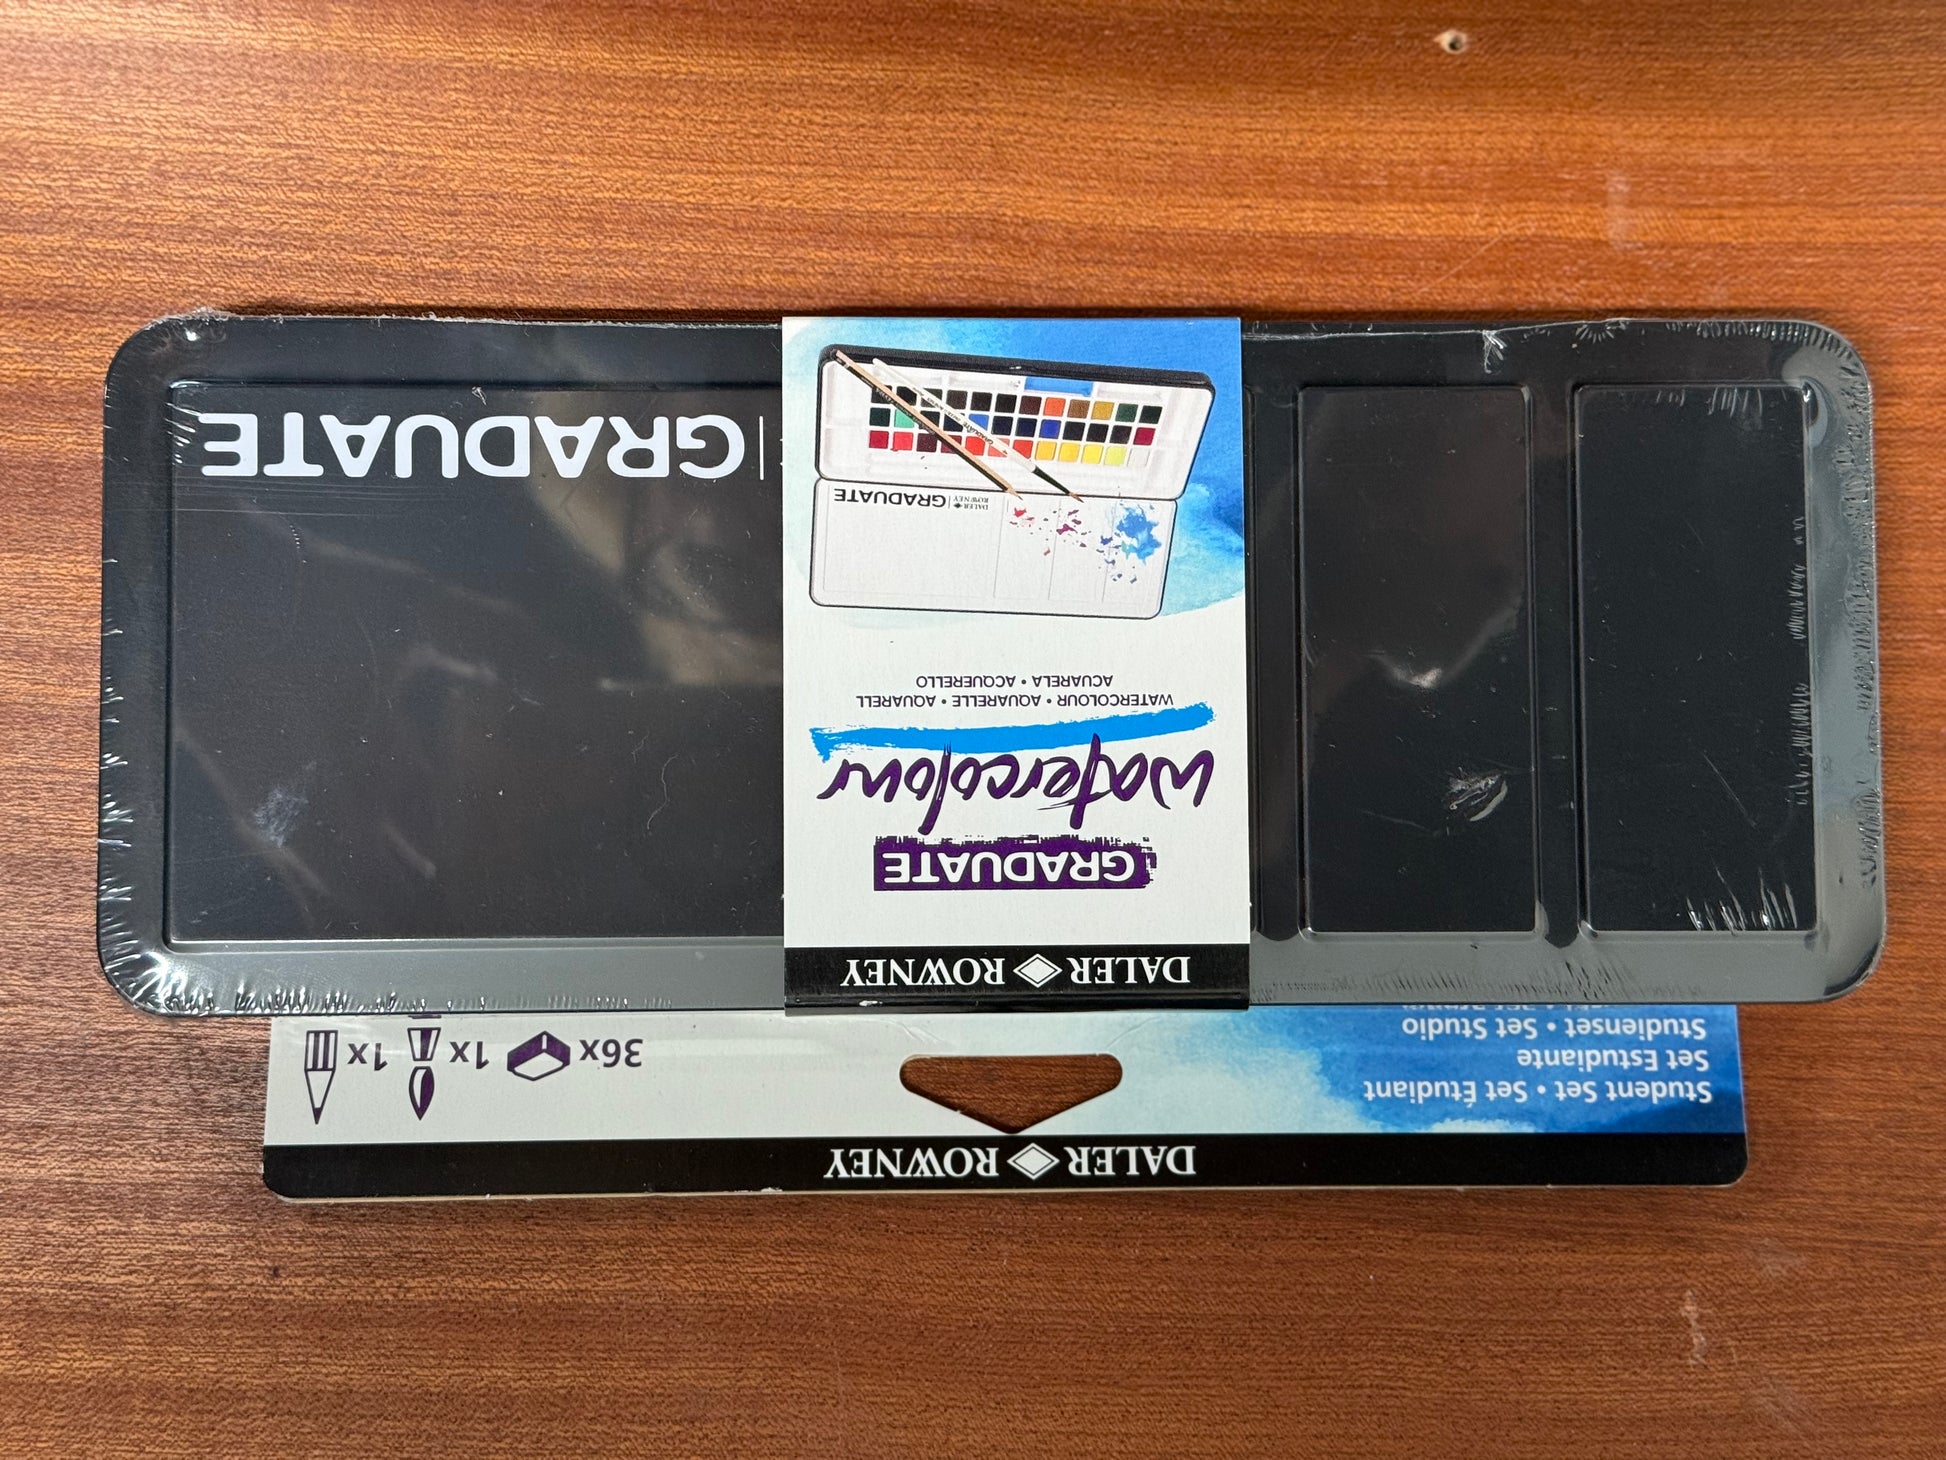 DALER ROWNEY
Student Set • Set Étudiant
Set Estudiante
Studienset • Set Studio
36x 1x 1x
DALER ROWNEY
GRADUATE
watercolour
WATERCOLOUR • AQUARELLE • AQUARELL
ACUARELA • ACQUERELLO
DALER ROWNEY GRADUATE
GRADUATE